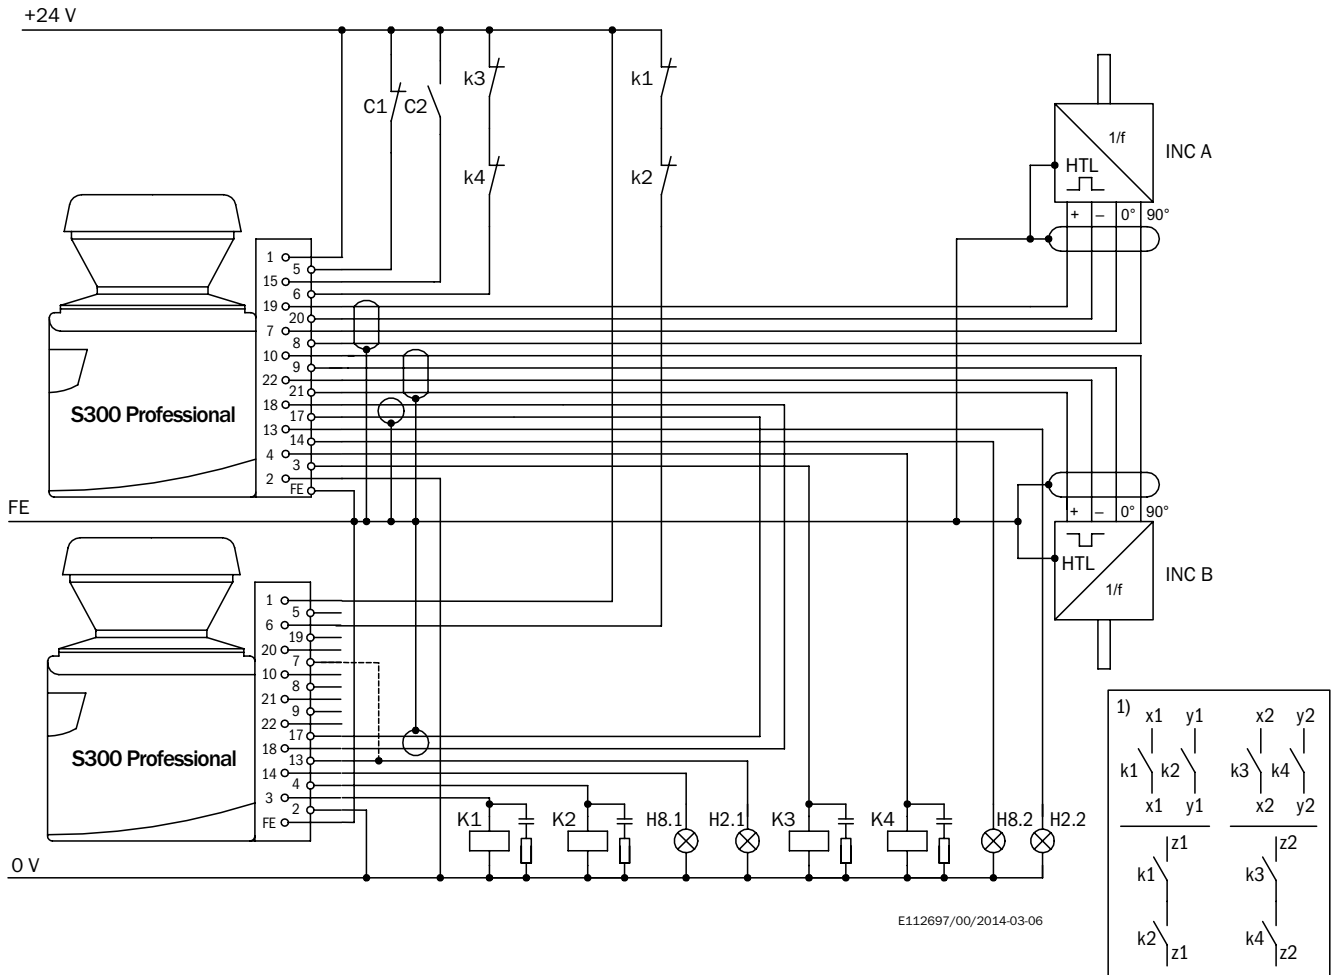 +24 V
k3
k1
C1 C2
k4
k2
1/f
HTL
INC A
+ – 0° 90°
1
5
15
6
19
20
7
8
10
9
22
21
18
17
13
14
4
3
2
FE
S300 Professional
FE
+ – 0° 90°
HTL
1/f
INC B
1
5
6
19
20
7
10
8
21
9
22
17
18
13
14
4
3
2
FE
S300 Professional
K1 K2 H8.1 H2.1 K3 K4 H8.2 H2.2
0 V
E112697/00/2014-03-06
1)
x1 y1 x2 y2
k1 k2 k3 k4
x1 y1 x2 y2
z1 z2
k1 k3
k2 z1 k4 z2